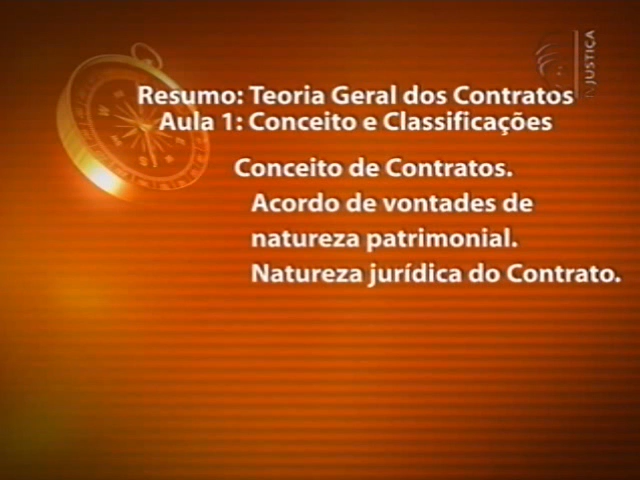 Resumo: Teoria Geral dos Contratos
Aula 1: Conceito e Classificações
Conceito de Contratos.
Acordo de vontades de
natureza patrimonial.
Natureza jurídica do Contrato.
JUSTICA